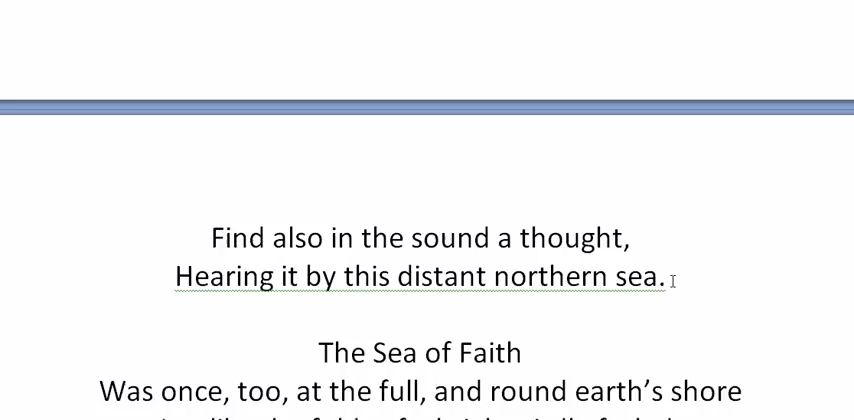 Find also in the sound a thought,
Hearing it by this distant northern sea.
The Sea of Faith
Was once, too, at the full, and round earth’s shore